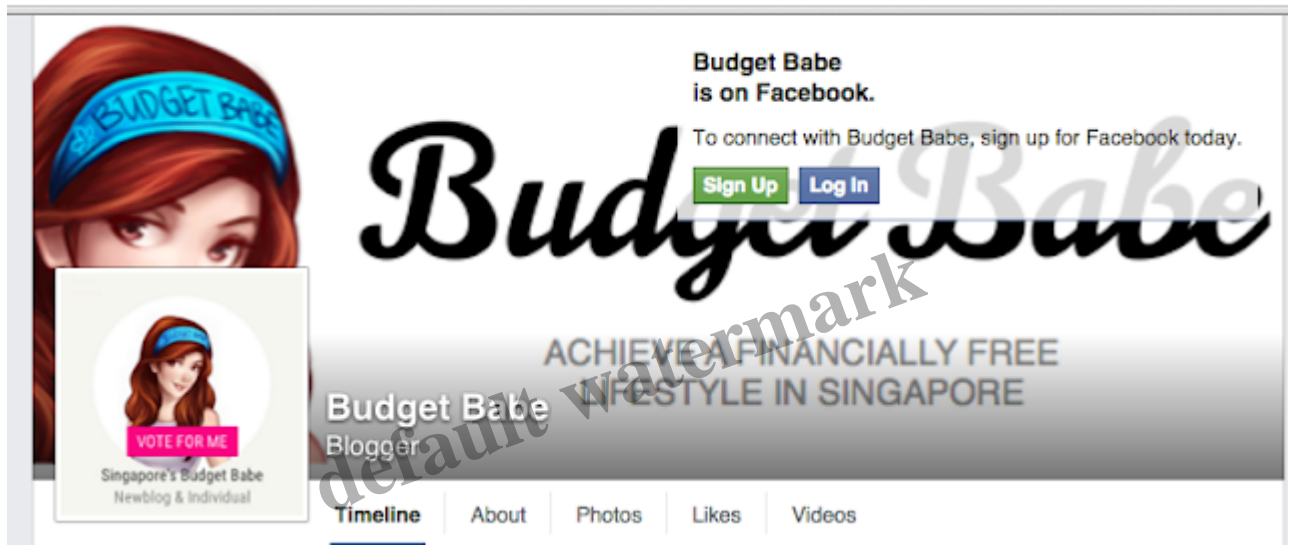 BUDGET BABE
Budget Babe
is on Facebook.
To connect with Budget Babe, sign up for Facebook today.
Sign Up Log In
Budget Babe
ACHIEVE A FINANCIALLY FREE
LIFESTYLE IN SINGAPORE
Budget Babe
Blogger
VOTE FOR ME
Singapore's Budget Babe
Newblog & Individual
default watermark
Timeline About Photos Likes Videos